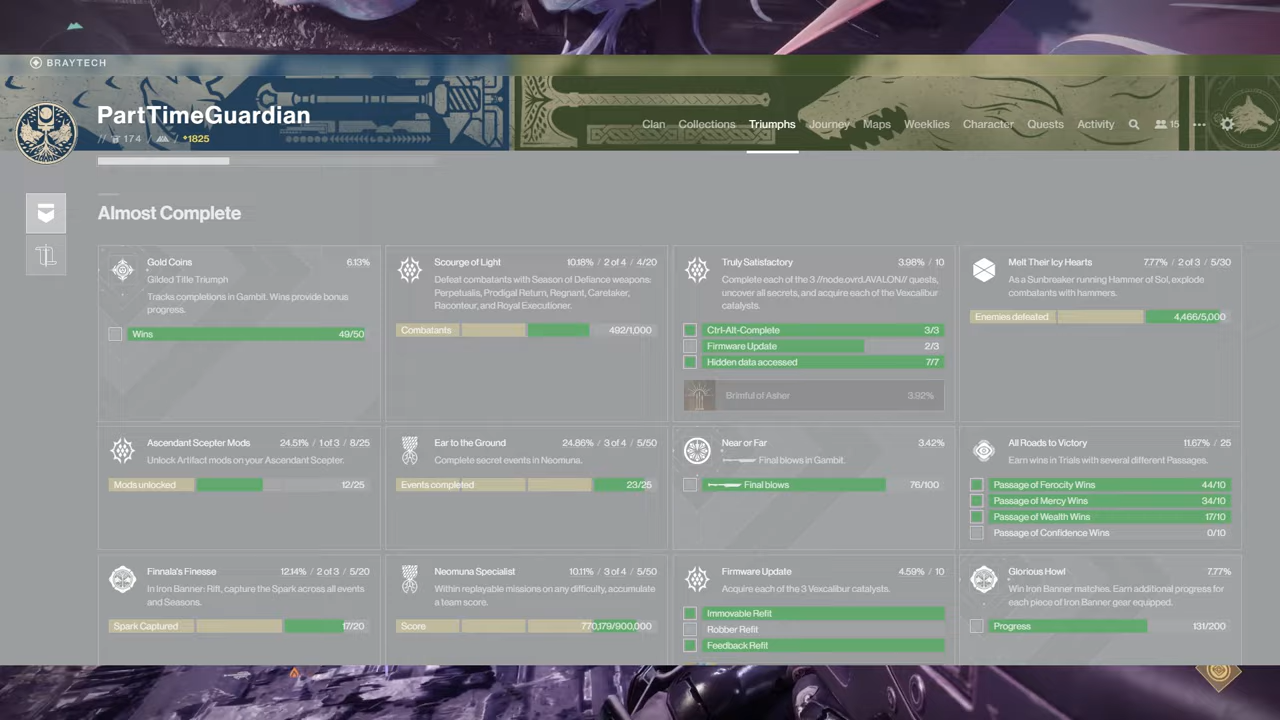 BRAYTECH
PartTimeGuardian
// 174 / / 1825
Clan Collections Triumphs Journey Maps Weeklies Character Quests Activity 15
Almost Complete
Gold Coins 6.13%
Gilded Title Triumph
Tracks completions in Gambit. Wins provide bonus
progress.
Wins 49/50
Scourge of Light 10.18% / 2 of 4 / 4/20
Defeat combatants with Season of Defiance weapons:
Perpetualis, Prodigal Return, Regnant, Caretaker,
Raconteur, and Royal Executioner.
Combatants 492/1,000
Truly Satisfactory 3.98% / 10
Complete each of the 3 //node.ovrd.AVALON// quests,
uncover all secrets, and acquire each of the Vexcalibur
catalysts.
Ctrl-Alt-Complete 3/3
Firmware Update 2/3
Hidden data accessed 7/7
Brimful of Asher 3.92%
Melt Their Icy Hearts 7.77% / 2 of 3 / 5/30
As a Sunbreaker running Hammer of Sol, explode
combatants with hammers.
Enemies defeated 4,466/5,000
Ascendant Scepter Mods 24.51% / 1 of 3 / 8/25
Unlock Artifact mods on your Ascendant Scepter.
Mods unlocked 12/25
Ear to the Ground 24.86% / 3 of 4 / 5/50
Complete secret events in Neomuna.
Events completed 23/25
Near or Far 3.42%
Final blows in Gambit.
Final blows 76/100
All Roads to Victory 11.67% / 25
Earn wins in Trials with several different Passages.
Passage of Ferocity Wins 44/10
Passage of Mercy Wins 34/10
Passage of Wealth Wins 17/10
Passage of Confidence Wins 0/10
Finnala's Finesse 12.14% / 2 of 3 / 5/20
In Iron Banner: Rift, capture the Spark across all events
and Seasons.
Spark Captured 17/20
Neomuna Specialist 10.11% / 3 of 4 / 5/50
Within replayable missions on any difficulty, accumulate
a team score.
Score 770,179/900,000
Firmware Update 4.59% / 10
Acquire each of the 3 Vexcalibur catalysts.
Immovable Refit
Robber Refit
Feedback Refit
Glorious Howl 7.77%
Win Iron Banner matches. Earn additional progress for
each piece of Iron Banner gear equipped.
Progress 131/200